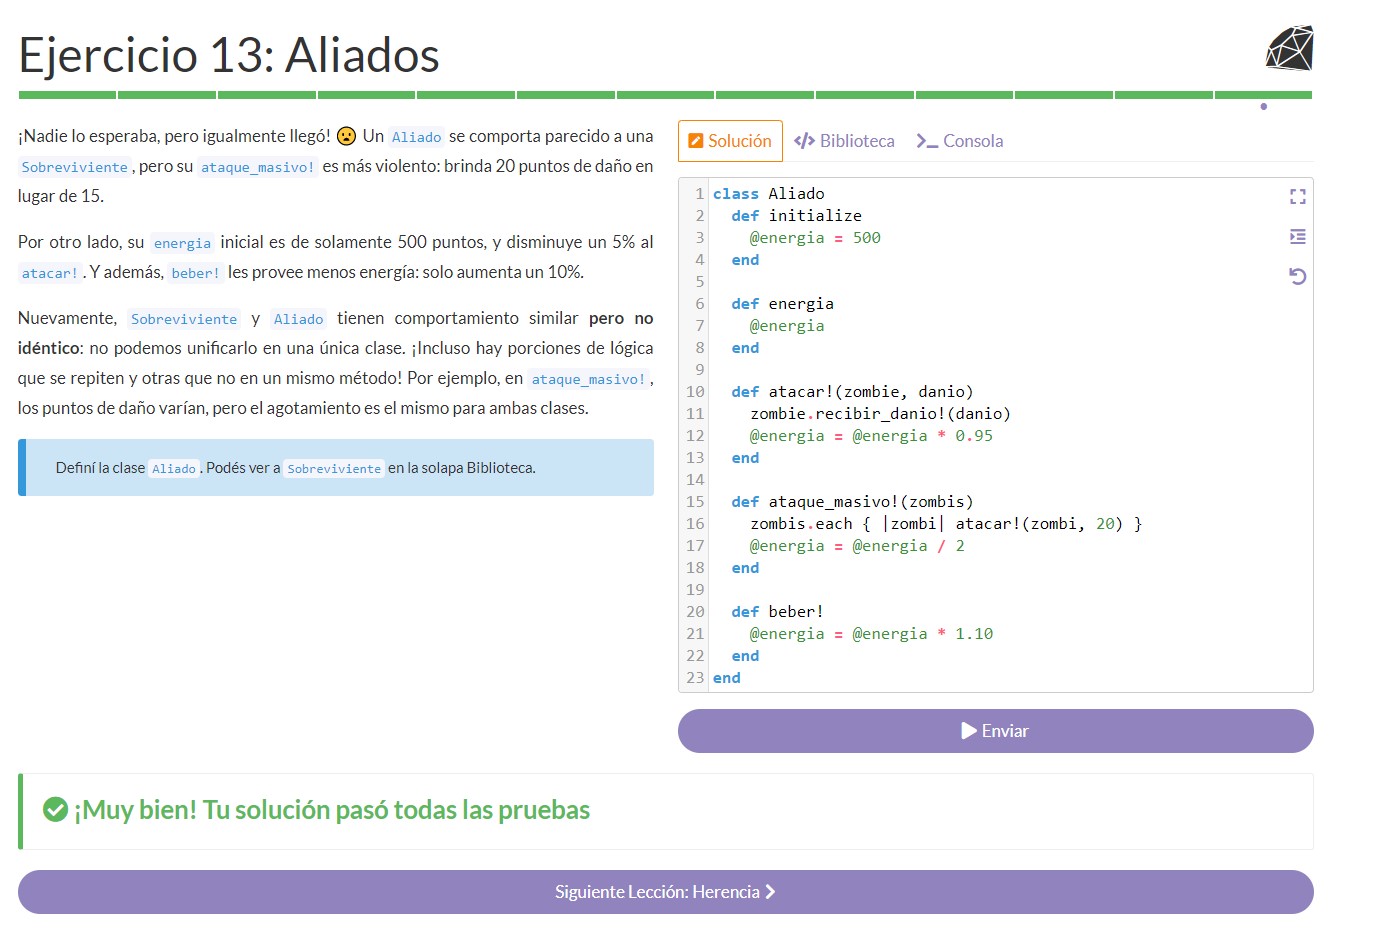 Ejercicio 13: Aliados
¡Nadie lo esperaba, pero igualmente llegó! 😦 Un Aliado se comporta parecido a una
Sobreviviente, pero su ataque_masivo! es más violento: brinda 20 puntos de daño en
lugar de 15.
Por otro lado, su energia inicial es de solamente 500 puntos, y disminuye un 5% al
atacar!. Y además, beber! les provee menos energía: solo aumenta un 10%.
Nuevamente, Sobreviviente y Aliado tienen comportamiento similar pero no
idéntico: no podemos unificarlo en una única clase. ¡Incluso hay porciones de lógica
que se repiten y otras que no en un mismo método! Por ejemplo, en ataque_masivo!,
los puntos de daño varían, pero el agotamiento es el mismo para ambas clases.
Definí la clase Aliado. Podés ver a Sobreviviente en la solapa Biblioteca.
Solución </> Biblioteca >_ Consola
1 class Aliado
2   def initialize
3     @energia = 500
4   end
5
6   def energia
7     @energia
8   end
9
10   def atacar!(zombie, danio)
11     zombie.recibir_danio!(danio)
12     @energia = @energia * 0.95
13   end
14
15   def ataque_masivo!(zombis)
16     zombis.each { |zombi| atacar!(zombi, 20) }
17     @energia = @energia / 2
18   end
19
20   def beber!
21     @energia = @energia * 1.10
22   end
23 end
Enviar
¡Muy bien! Tu solución pasó todas las pruebas
Siguiente Lección: Herencia